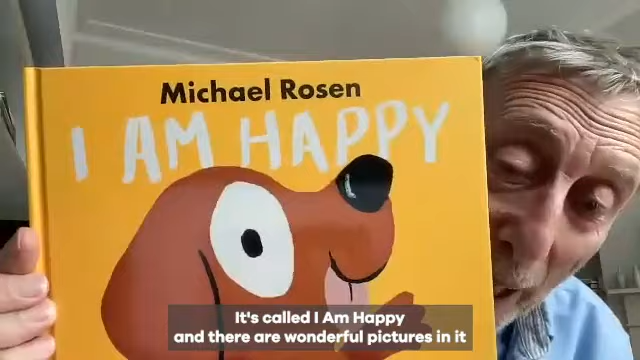 Michael Rosen
I AM HAPPY
It's called I Am Happy
and there are wonderful pictures in it